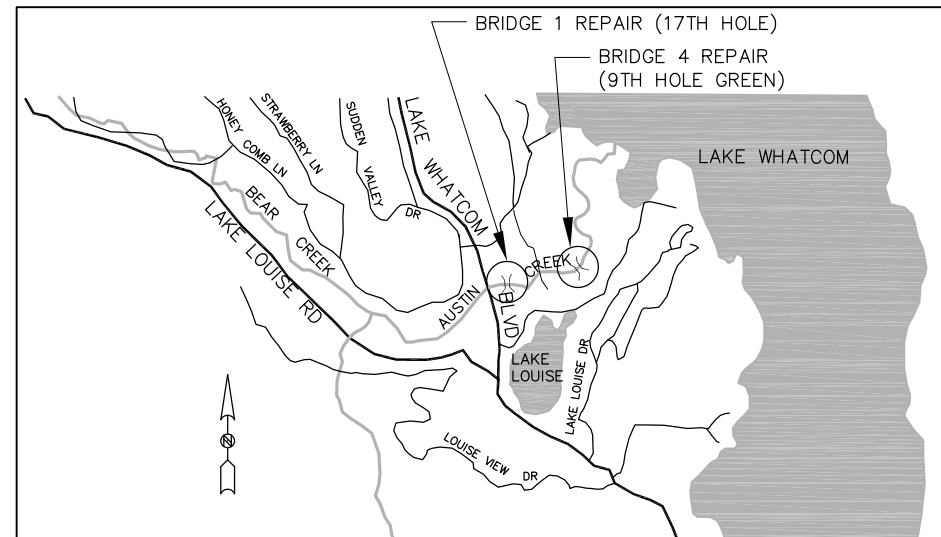 BRIDGE 1 REPAIR (17TH HOLE)
BRIDGE 4 REPAIR
(9TH HOLE GREEN)
LAKE WHATCOM
HONEY
COMB LN
STRAWBERRY LN
SUDDEN
VALLEY
DR
LAKE WHATCOM
BLVD
BEAR
CREEK
LAKE LOUISE RD
AUSTIN
CREEK
LAKE
LOUISE
LAKE LOUISE DR
LOUISE VIEW
DR
N